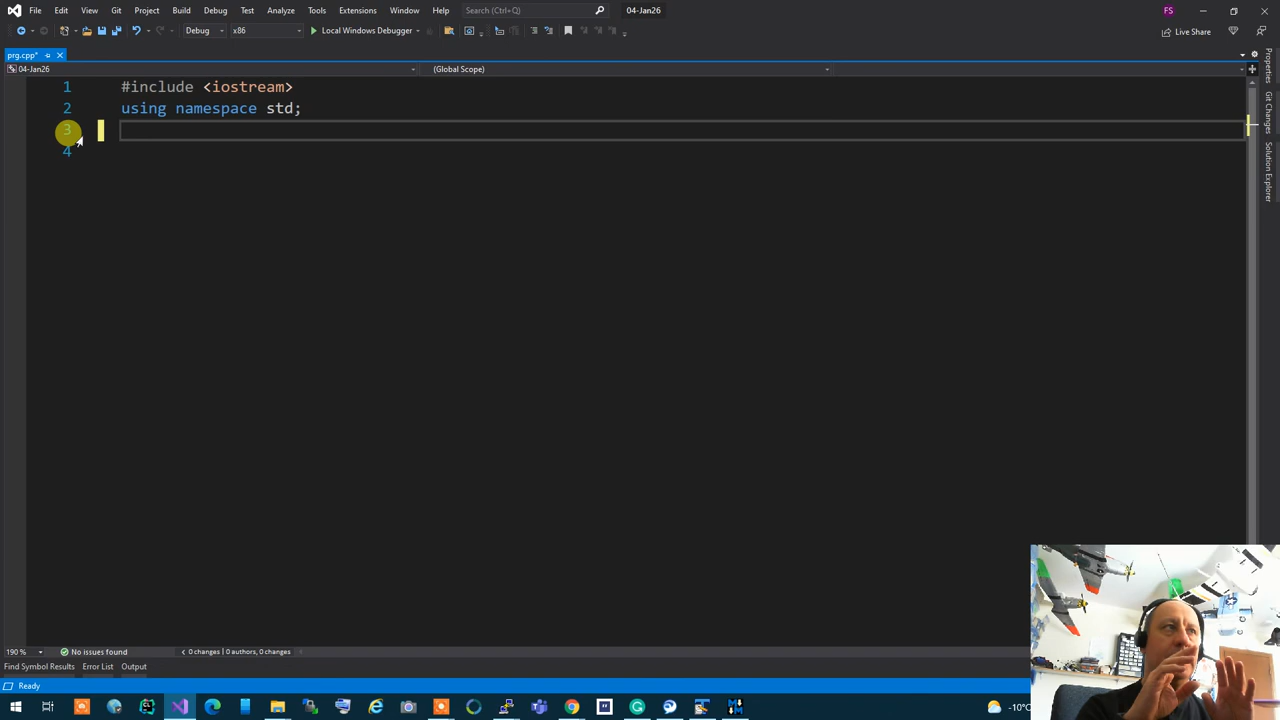 File Edit View Git Project Build Debug Test Analyze Tools Extensions Window Help Search (Ctrl+Q) 04-Jan26 FS
Debug x86 Local Windows Debugger Live Share
prg.cpp*
04-Jan26 (Global Scope)
1 #include <iostream>
2 using namespace std;
3
4
Properties
Git Changes
Solution Explorer
190 % No issues found 0 changes | 0 authors, 0 changes
Find Symbol Results Error List Output
Ready
-10°C